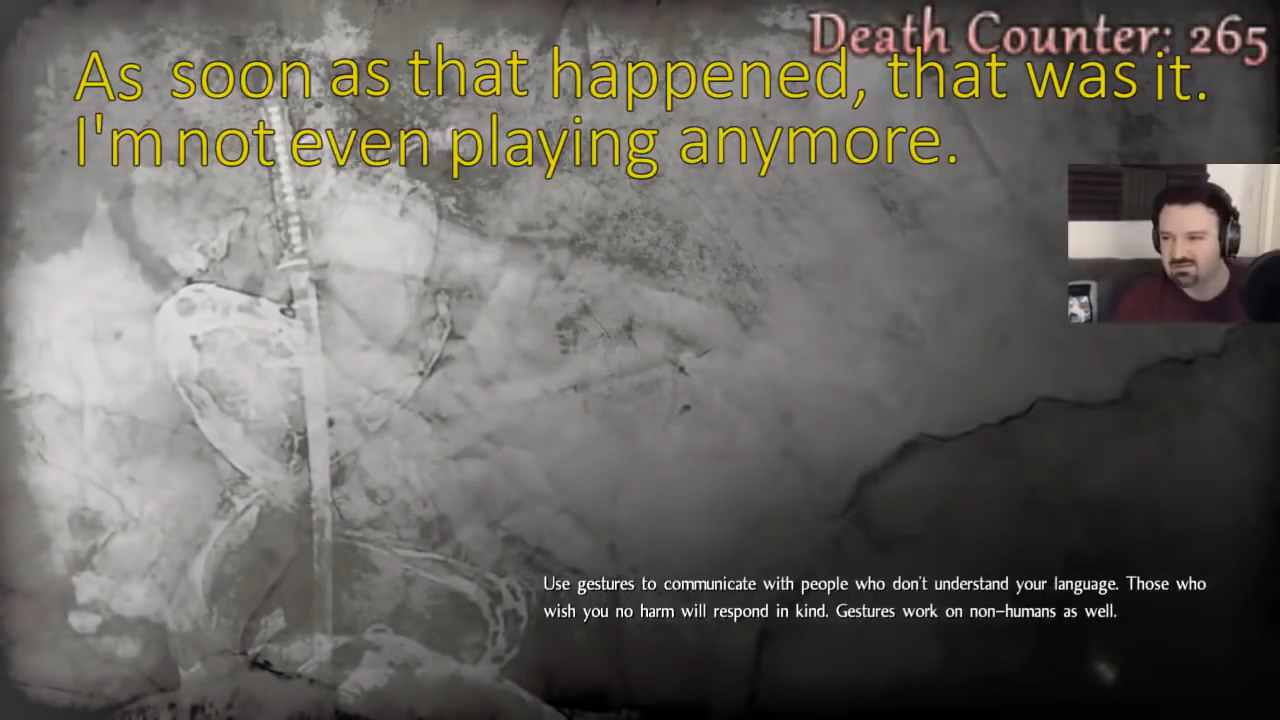 Death Counter: 265
As soon as that happened, that was it.
I'm not even playing anymore.
Use gestures to communicate with people who don't understand your language. Those who
wish you no harm will respond in kind. Gestures work on non-humans as well.